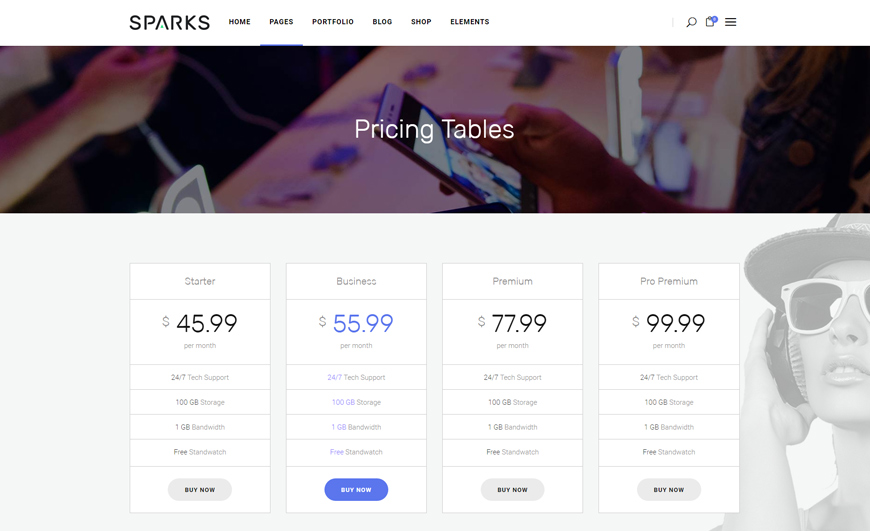 SPARKS HOME PAGES PORTFOLIO BLOG SHOP ELEMENTS
Pricing Tables
Starter
$ 45.99
per month
24/7 Tech Support
100 GB Storage
1 GB Bandwidth
Free Standwatch
BUY NOW
Business
$ 55.99
per month
24/7 Tech Support
100 GB Storage
1 GB Bandwidth
Free Standwatch
BUY NOW
Premium
$ 77.99
per month
24/7 Tech Support
100 GB Storage
1 GB Bandwidth
Free Standwatch
BUY NOW
Pro Premium
$ 99.99
per month
24/7 Tech Support
100 GB Storage
1 GB Bandwidth
Free Standwatch
BUY NOW